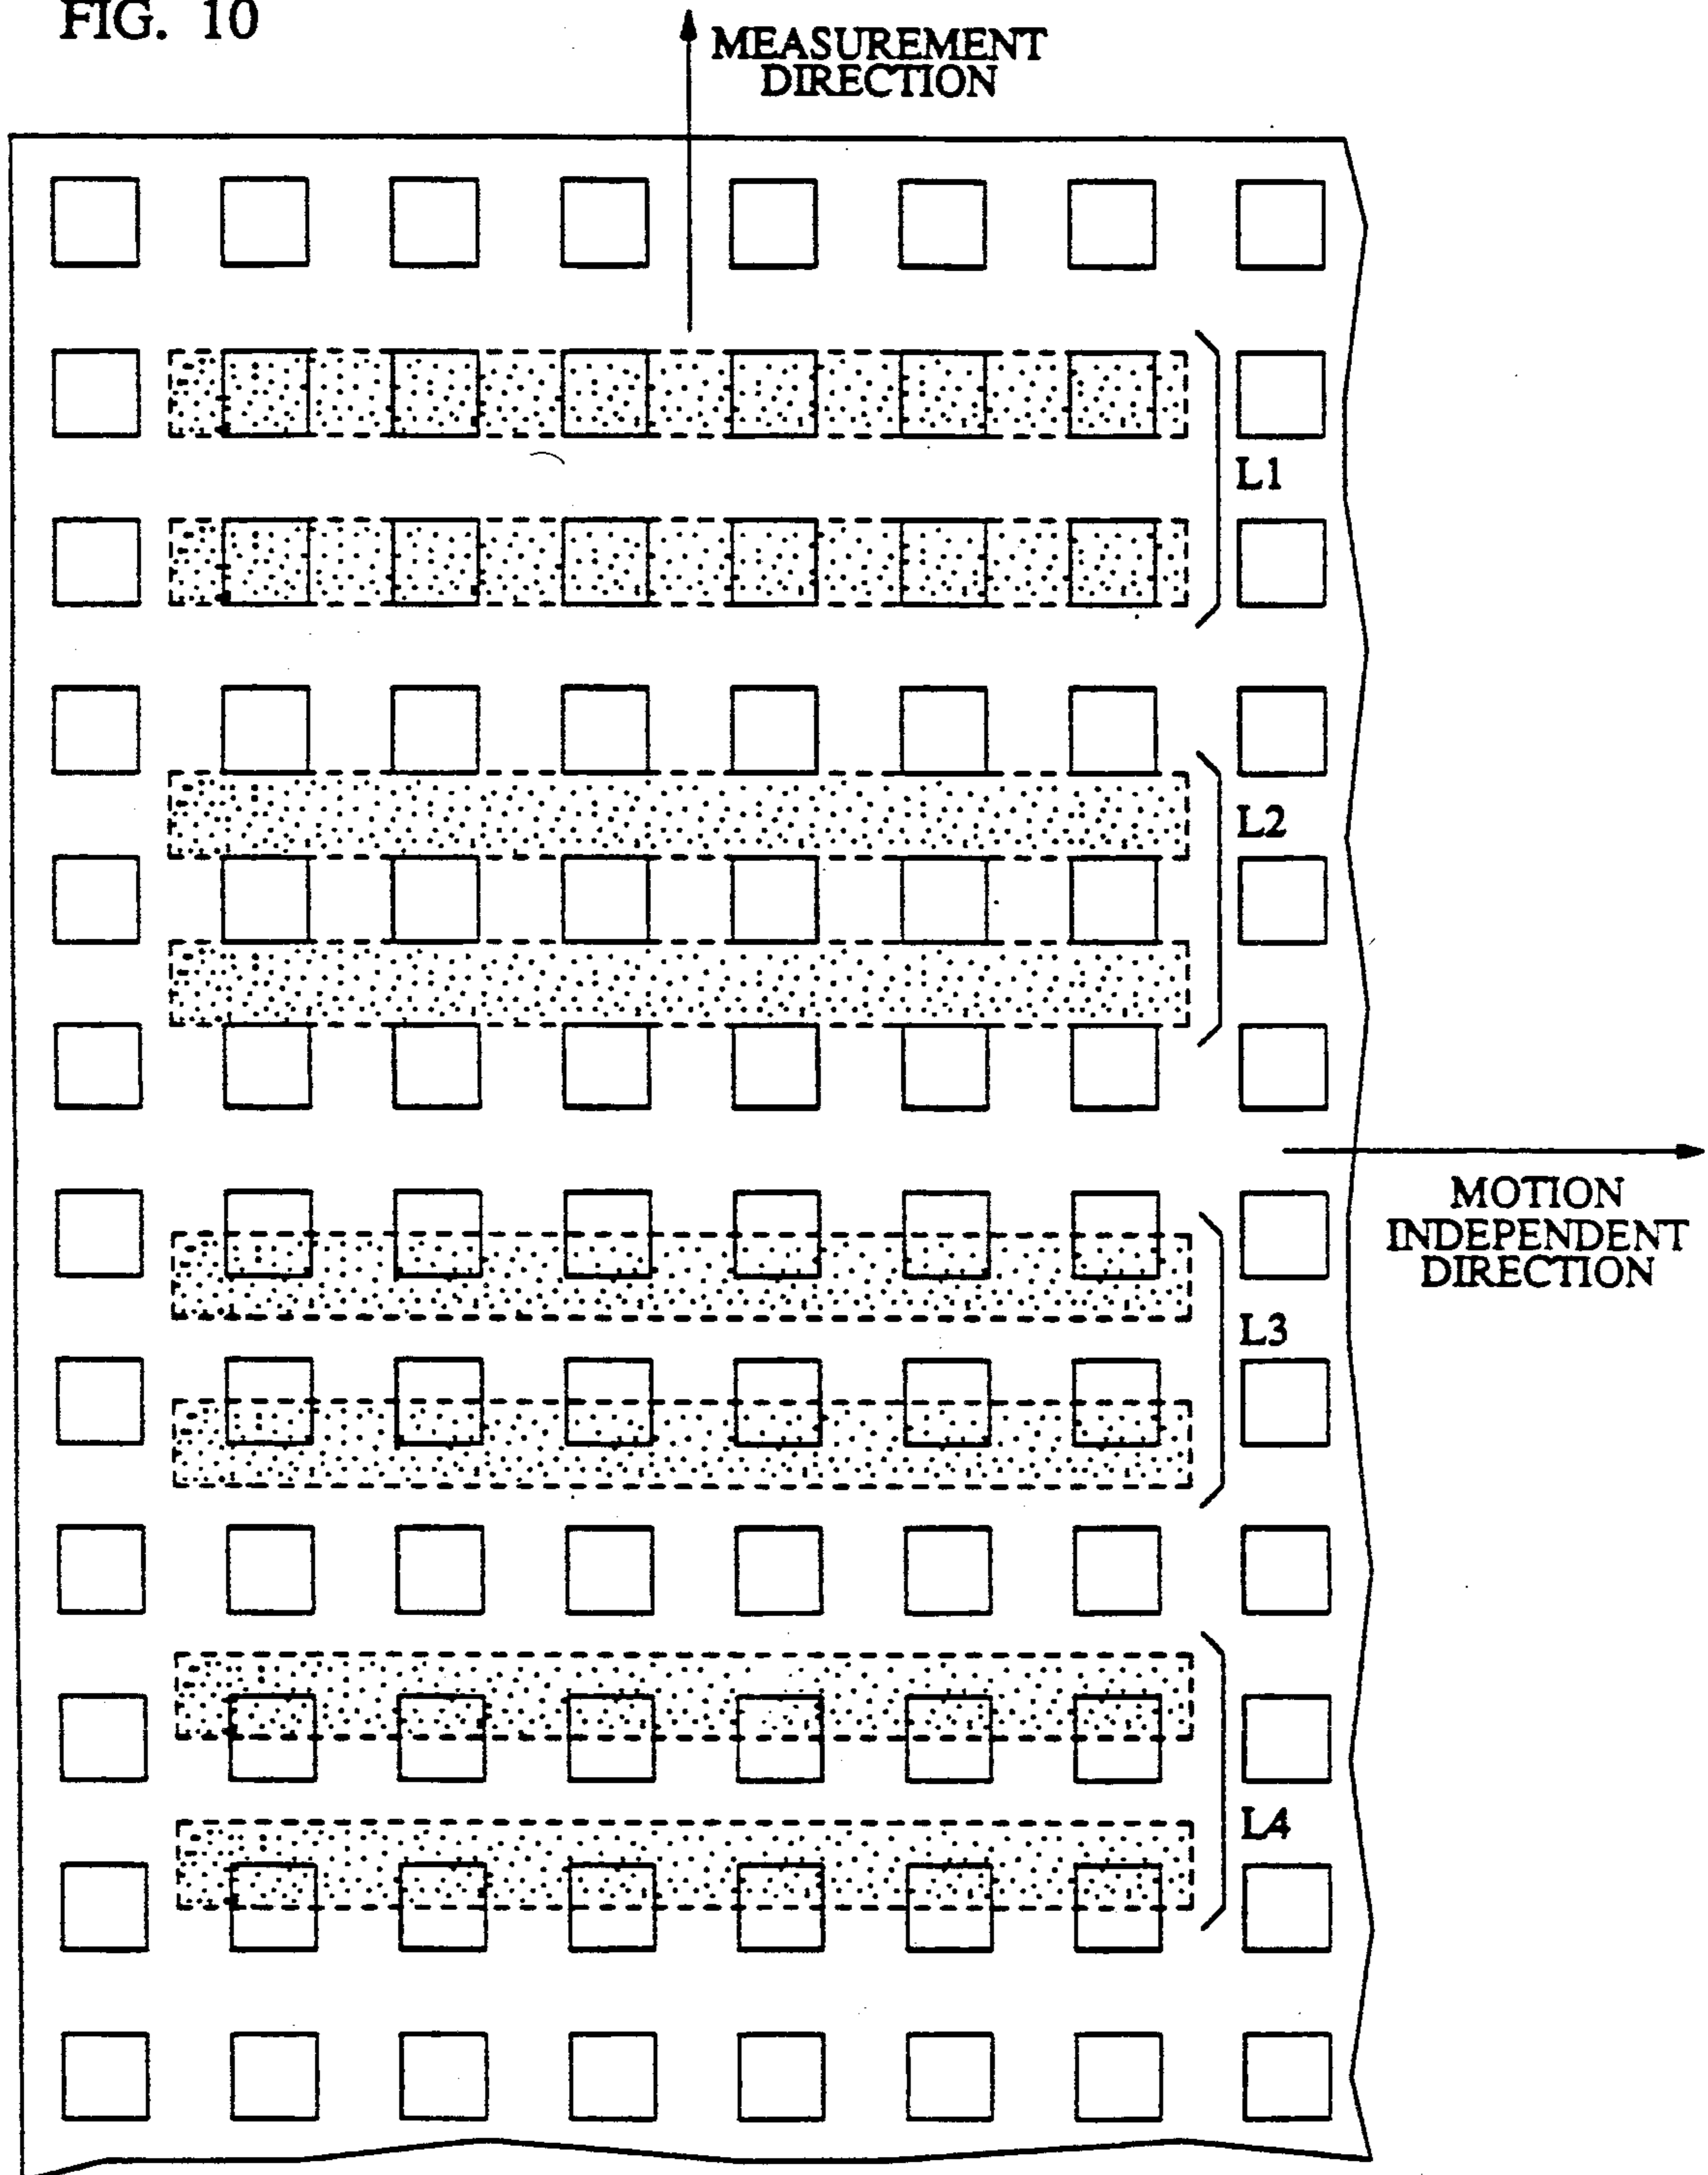 FIG. 10
MEASUREMENT
DIRECTION
L1
L2
MOTION
INDEPENDENT
DIRECTION
L3
L4